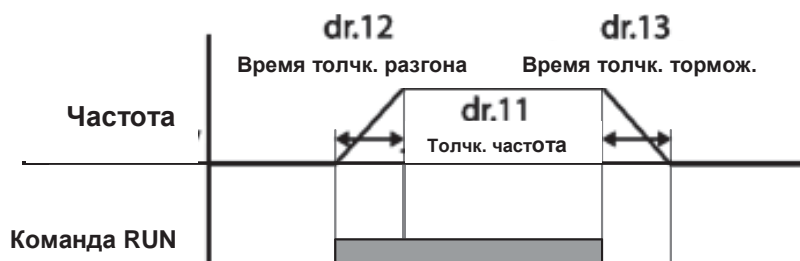 dr.12 dr.13
Время толчк. разгона Время толчк. тормож.
Частота
dr.11
Толчк. частота
Команда RUN